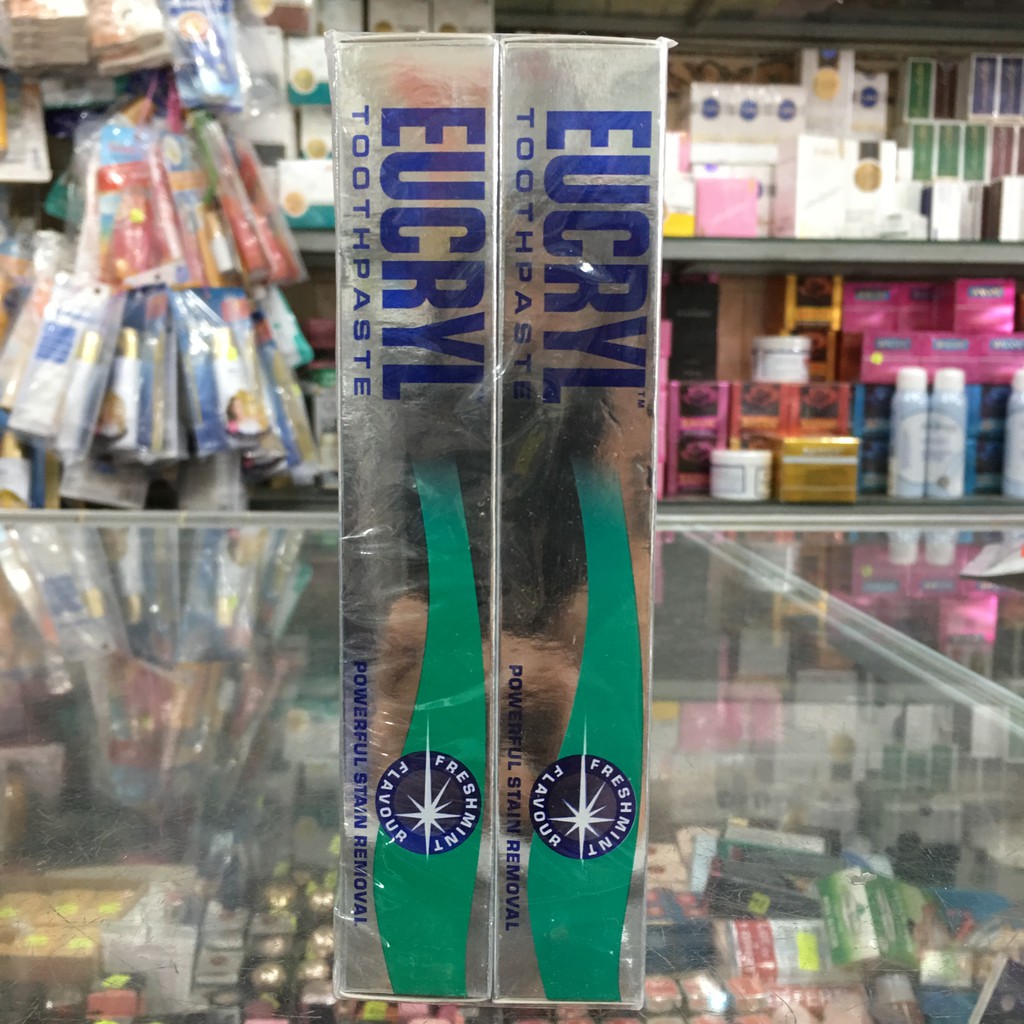 EUCRYL
TOOTHPASTE
POWERFUL STAIN REMOVAL
FRESHMINT
FLAVOUR
EUCRYL™
TOOTHPASTE
POWERFUL STAIN REMOVAL
FRESHMINT
FLAVOUR